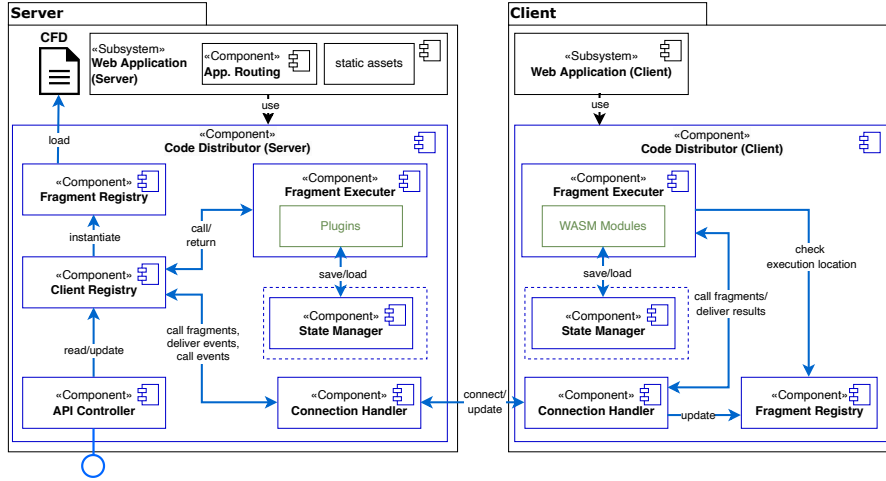 Server
CFD
«Subsystem»
Web Application
(Server)
«Component»
App. Routing
static assets
use
load
«Component»
Code Distributor (Server)
«Component»
Fragment Registry
«Component»
Fragment Executer
Plugins
call/
return
instantiate
«Component»
Client Registry
save/load
«Component»
State Manager
call fragments,
deliver events,
call events
read/update
«Component»
API Controller
«Component»
Connection Handler
connect/
update
Client
«Subsystem»
Web Application (Client)
use
«Component»
Code Distributor (Client)
«Component»
Fragment Executer
WASM Modules
check
execution location
save/load
call fragments/
deliver results
«Component»
State Manager
«Component»
Connection Handler
update
«Component»
Fragment Registry